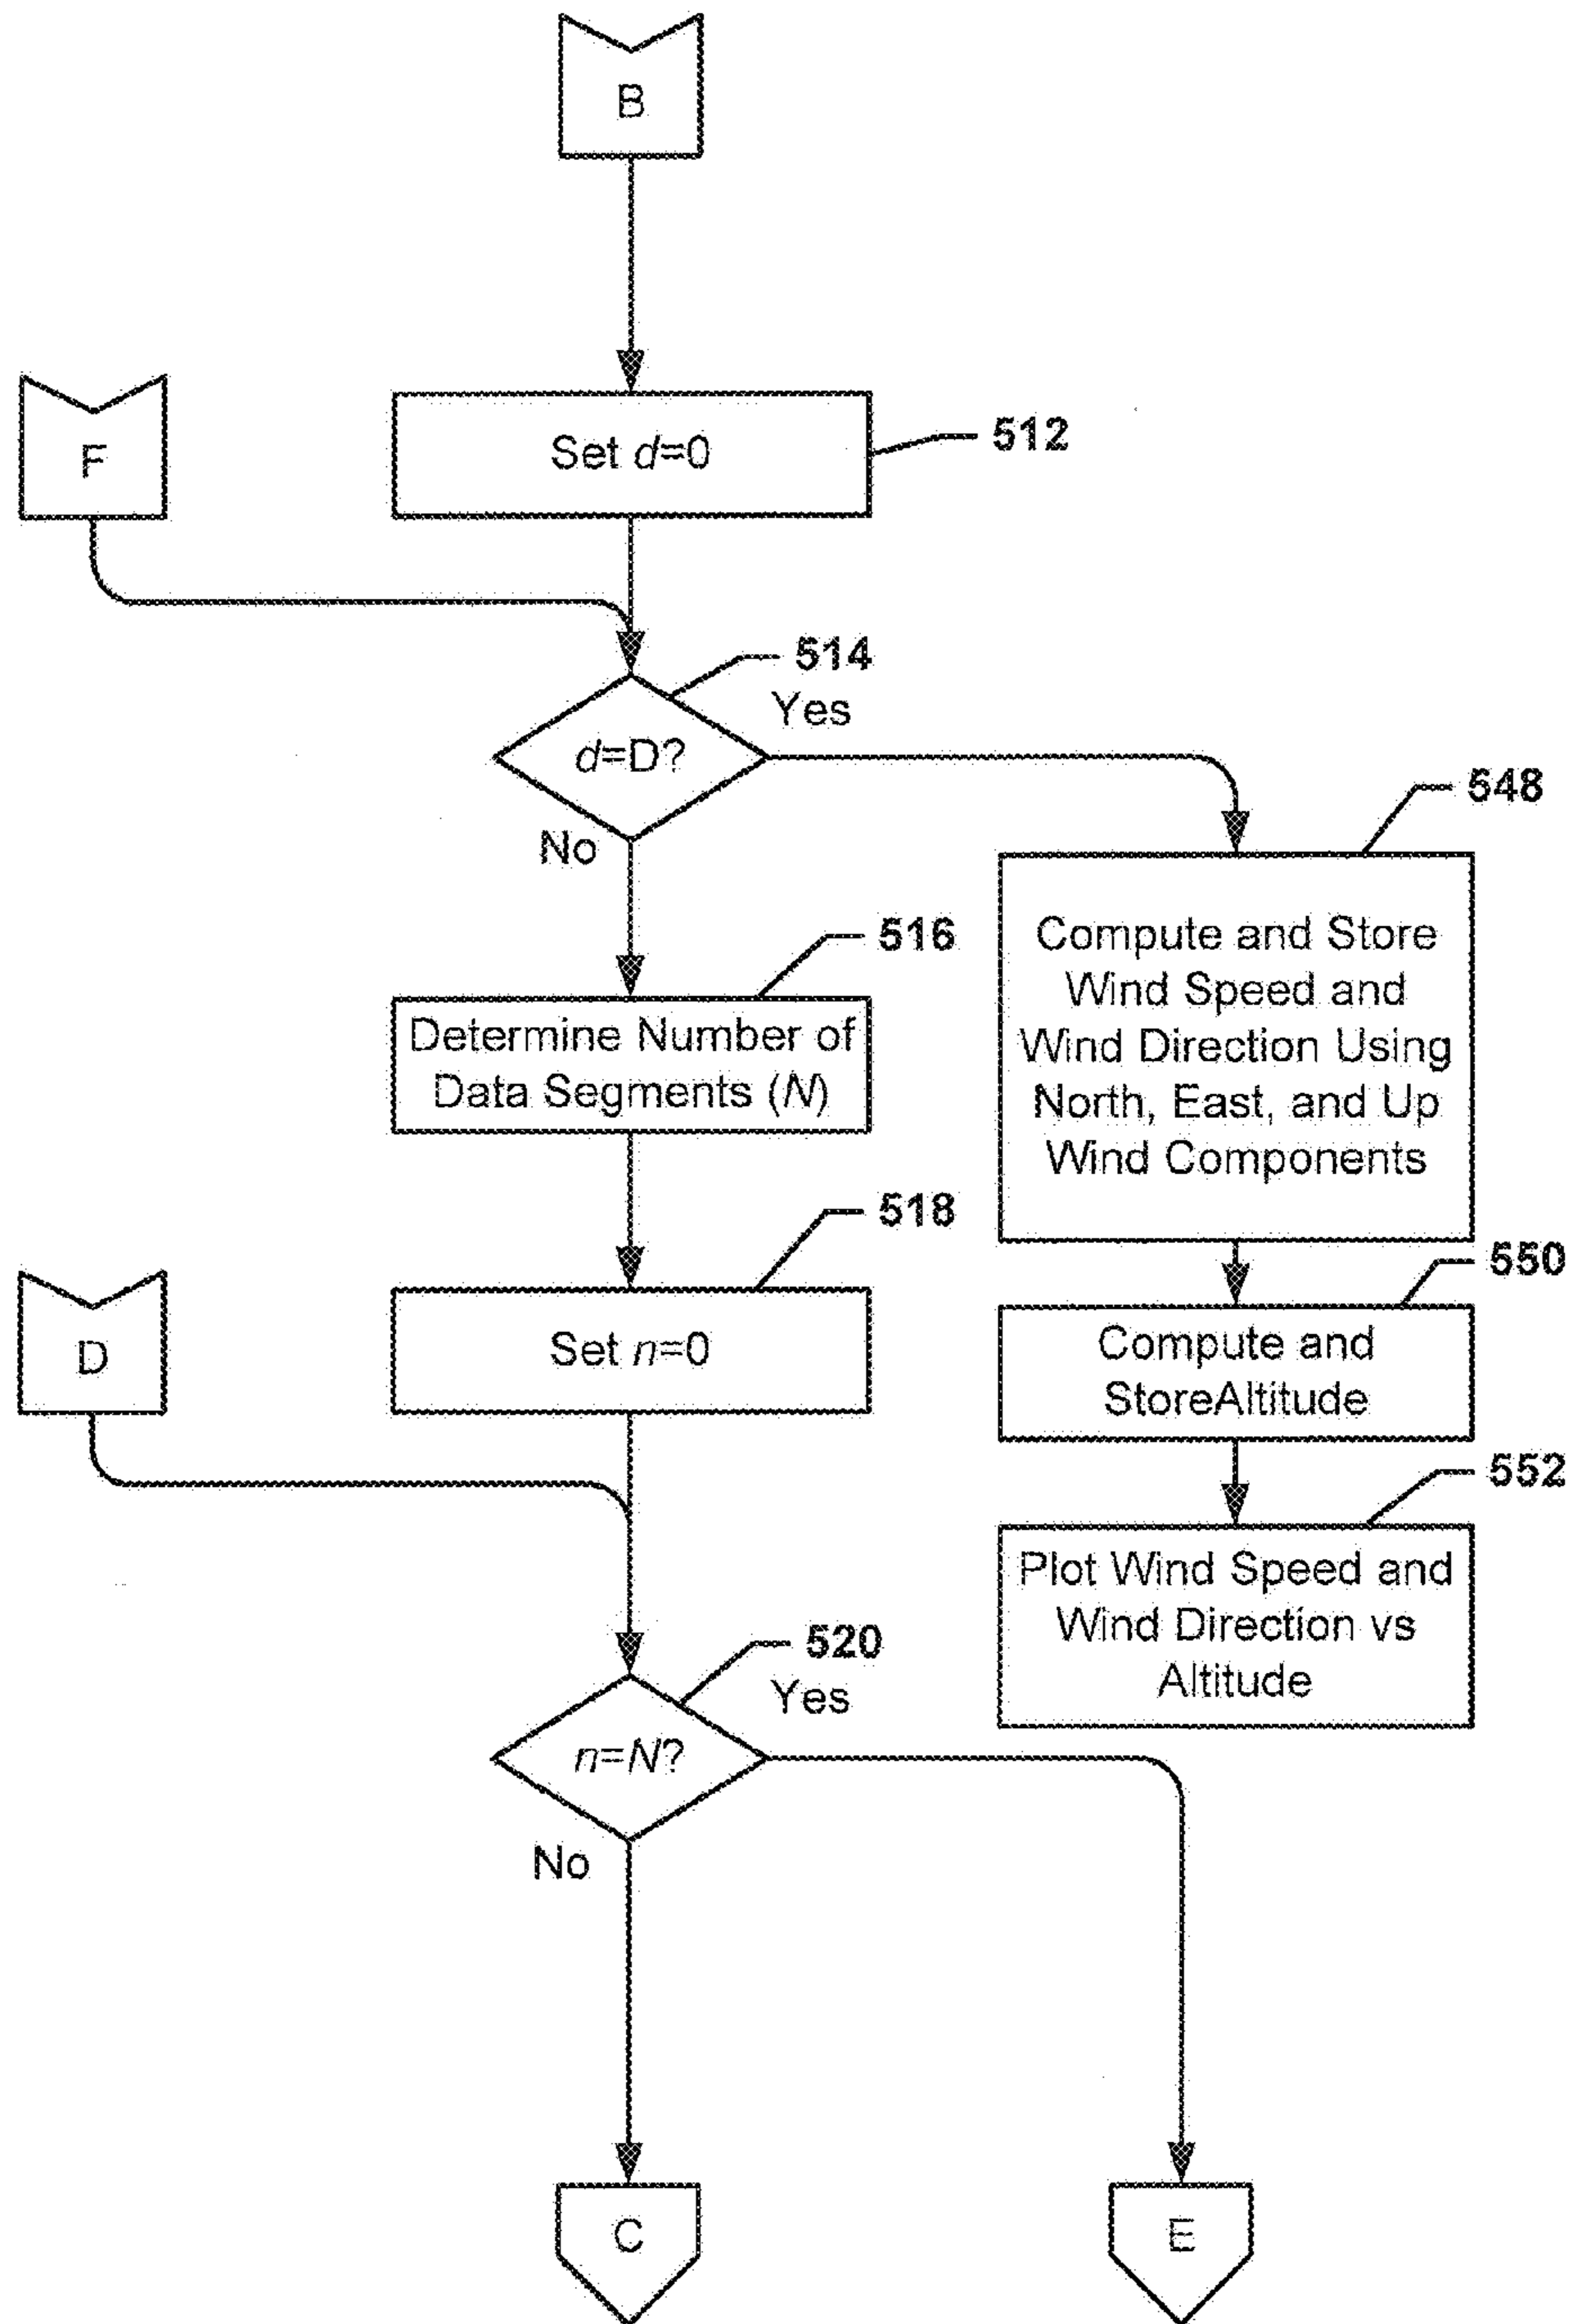 B
F
Set d=0
512
514
Yes
d=D?
No
548
Compute and Store
Wind Speed and
Wind Direction Using
North, East, and Up
Wind Components
516
Determine Number of
Data Segments (N)
518
Set n=0
D
550
Compute and
StoreAltitude
552
Plot Wind Speed and
Wind Direction vs
Altitude
520
Yes
n=N?
No
C
E